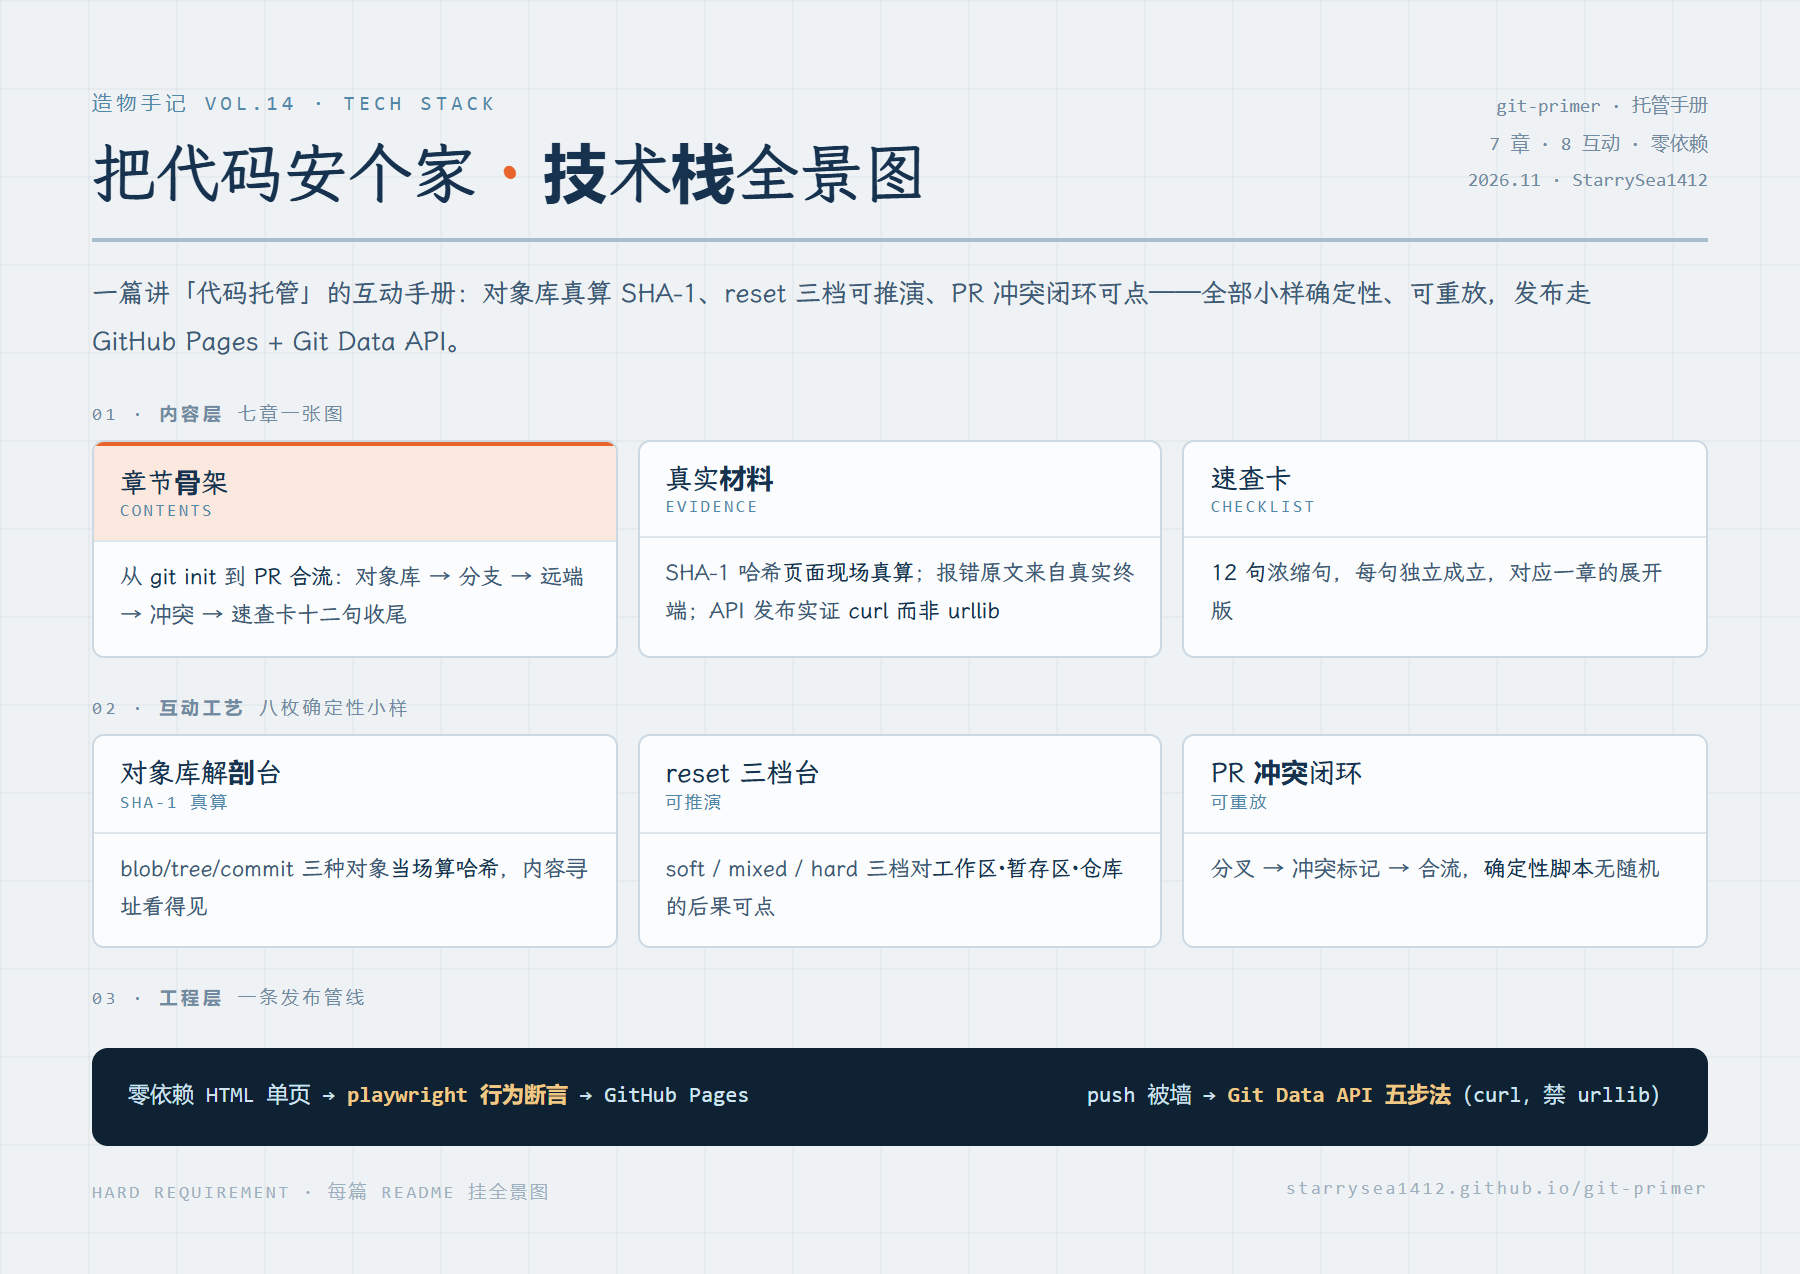 造物手记 VOL.14 · TECH STACK
把代码安个家 · 技术栈全景图
git-primer · 托管手册
7 章 · 8 互动 · 零依赖
2026.11 · StarrySea1412
一篇讲「代码托管」的互动手册：对象库真算 SHA-1、reset 三档可推演、PR 冲突闭环可点——全部小样确定性、可重放，发布走
GitHub Pages + Git Data API。
01 · 内容层 七章一张图
章节骨架
CONTENTS
从 git init 到 PR 合流：对象库 → 分支 → 远端
→ 冲突 → 速查卡十二句收尾
真实材料
EVIDENCE
SHA-1 哈希页面现场真算；报错原文来自真实终
端；API 发布实证 curl 而非 urllib
速查卡
CHECKLIST
12 句浓缩句，每句独立成立，对应一章的展开
版
02 · 互动工艺 八枚确定性小样
对象库解剖台
SHA-1 真算
blob/tree/commit 三种对象当场算哈希，内容寻
址看得见
reset 三档台
可推演
soft / mixed / hard 三档对工作区·暂存区·仓库
的后果可点
PR 冲突闭环
可重放
分叉 → 冲突标记 → 合流，确定性脚本无随机
03 · 工程层 一条发布管线
零依赖 HTML 单页 → playwright 行为断言 → GitHub Pages
push 被墙 → Git Data API 五步法 (curl, 禁 urllib)
HARD REQUIREMENT · 每篇 README 挂全景图
starrysea1412.github.io/git-primer